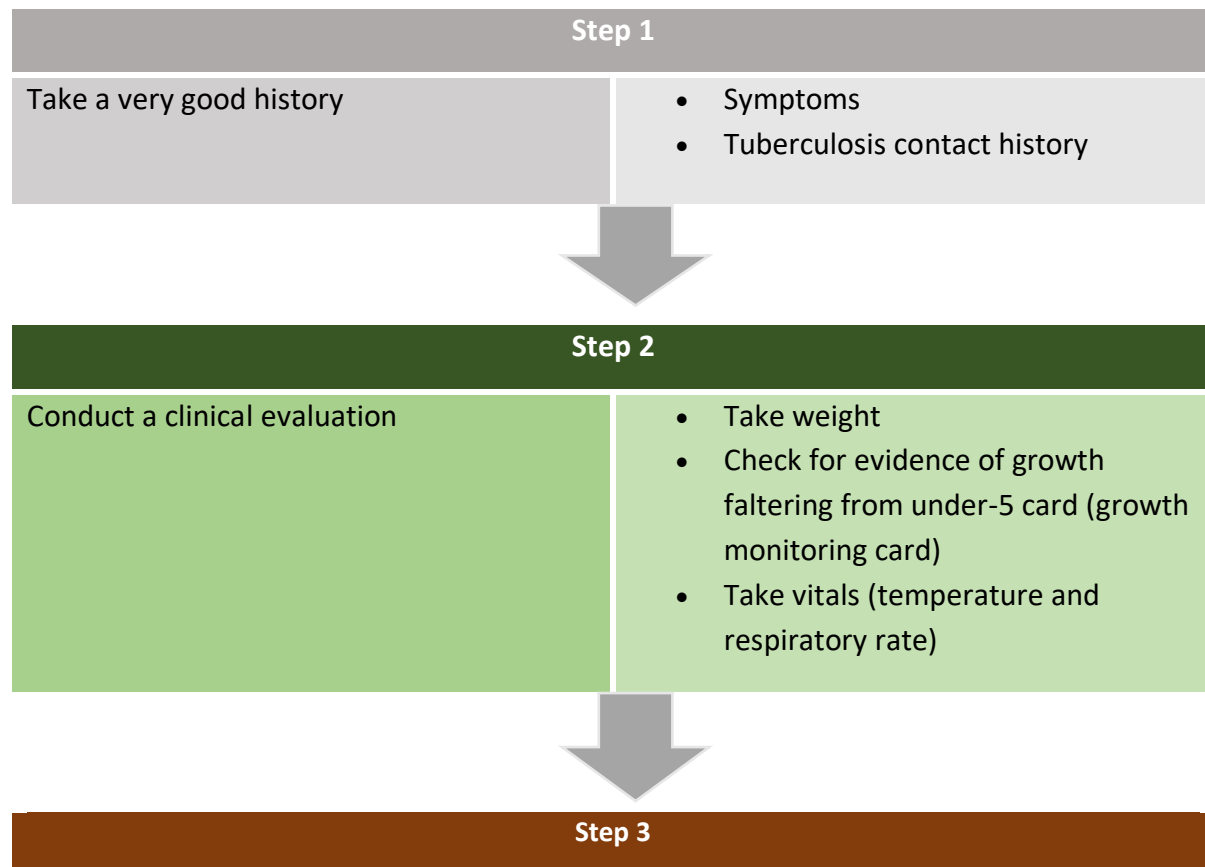 Step 1
Take a very good history
• Symptoms
• Tuberculosis contact history
Step 2
Conduct a clinical evaluation
• Take weight
• Check for evidence of growth
faltering from under-5 card (growth
monitoring card)
• Take vitals (temperature and
respiratory rate)
Step 3